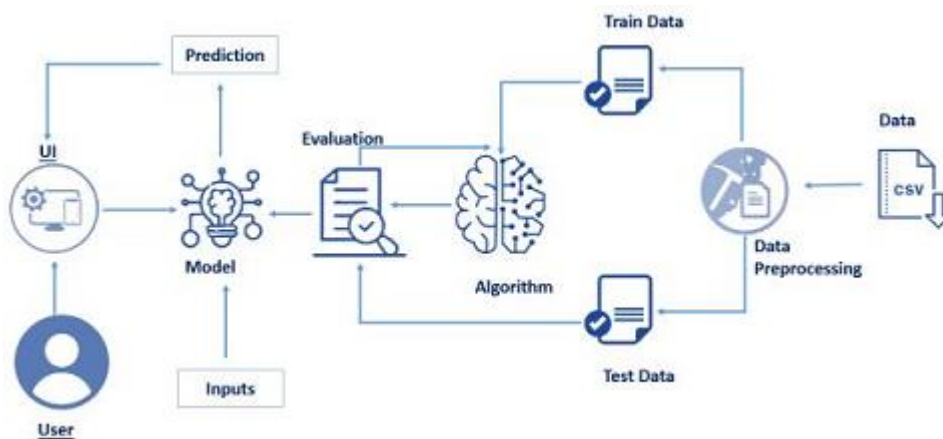 Train Data
Prediction
Data
Evaluation
UI
CSV
Model
Data
Preprocessing
Algorithm
Inputs
Test Data
User